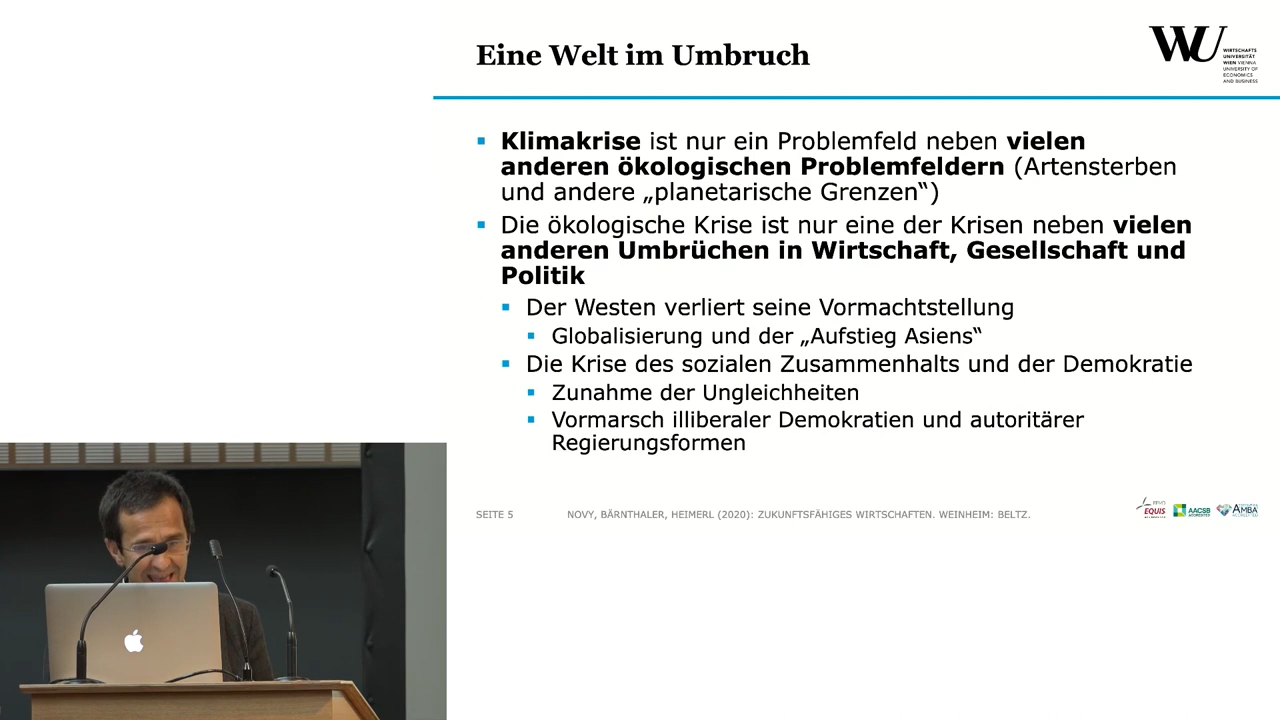 Eine Welt im Umbruch
WU
WIRTSCHAFTS
UNIVERSITÄT
WIEN VIENNA
UNIVERSITY OF
ECONOMICS
AND BUSINESS
Klimakrise ist nur ein Problemfeld neben vielen
anderen ökologischen Problemfeldern (Artensterben
und andere „planetarische Grenzen“)
Die ökologische Krise ist nur eine der Krisen neben vielen
anderen Umbrüchen in Wirtschaft, Gesellschaft und
Politik
Der Westen verliert seine Vormachtstellung
Globalisierung und der „Aufstieg Asiens“
Die Krise des sozialen Zusammenhalts und der Demokratie
Zunahme der Ungleichheiten
Vormarsch illiberaler Demokratien und autoritärer
Regierungsformen
SEITE 5
NOVY, BÄRNTHALER, HEIMERL (2020): ZUKUNFTSFÄHIGES WIRTSCHAFTEN. WEINHEIM: BELTZ.
EQUIS
AACSB
ACCREDITED
AMBA